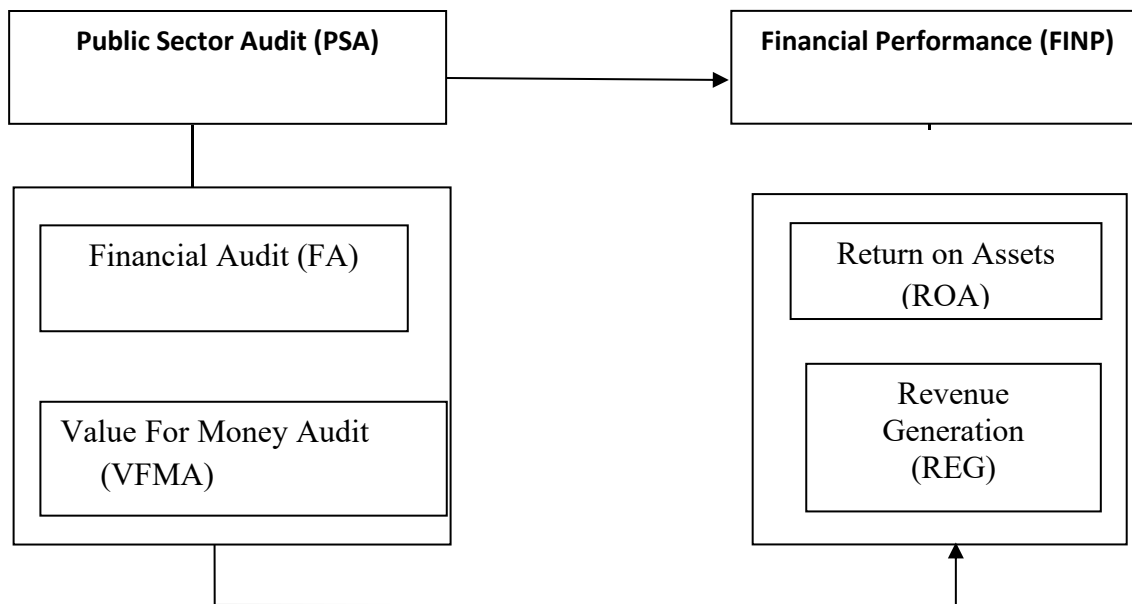 Public Sector Audit (PSA)
Financial Performance (FINP)
Financial Audit (FA)
Return on Assets
(ROA)
Value For Money Audit
(VFMA)
Revenue
Generation
(REG)